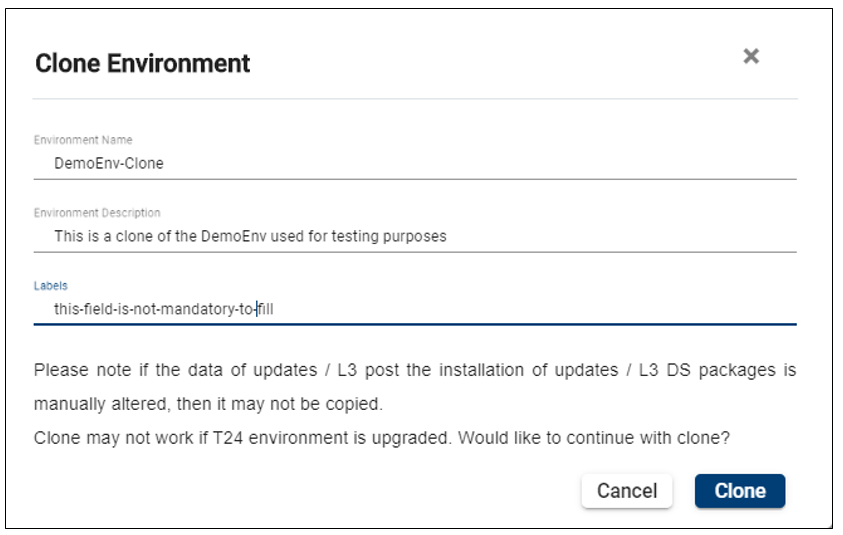 Clone Environment
Environment Name
DemoEnv-Clone
Environment Description
This is a clone of the DemoEnv used for testing purposes
Labels
this-field-is-not-mandatory-to-fill
Please note if the data of updates / L3 post the installation of updates / L3 DS packages is
manually altered, then it may not be copied.
Clone may not work if T24 environment is upgraded. Would like to continue with clone?
Cancel Clone